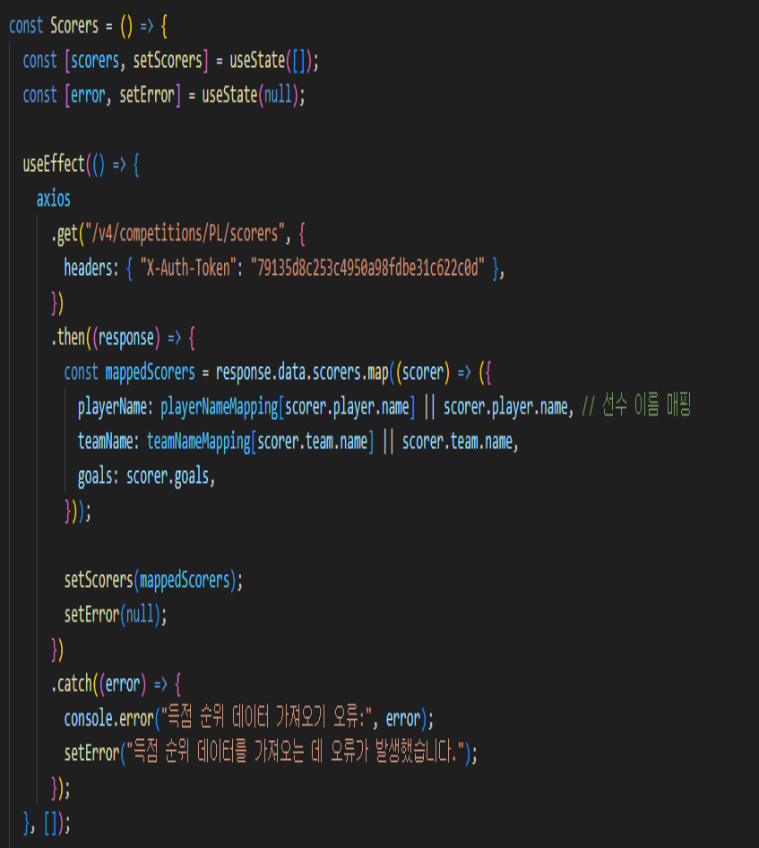 const Scorers = () => {
const [scorers, setScorers] = useState([]);
const [error, setError] = useState(null);
useEffect(() => {
axios
.get("/v4/competitions/PL/scorers", {
headers: { "X-Auth-Token": "79135d8c253c4950a98fdbe31c622c0d" },
})
.then((response) => {
const mappedScorers = response.data.scorers.map((scorer) => ({
playerName: playerNameMapping[scorer.player.name] || scorer.player.name, // 선수 이름 매핑
teamName: teamNameMapping[scorer.team.name] || scorer.team.name,
goals: scorer.goals,
}));
setScorers(mappedScorers);
setError(null);
})
.catch((error) => {
console.error("득점 순위 데이터 가져오기 오류:", error);
setError("득점 순위 데이터를 가져오는 데 오류가 발생했습니다.");
});
}, []);